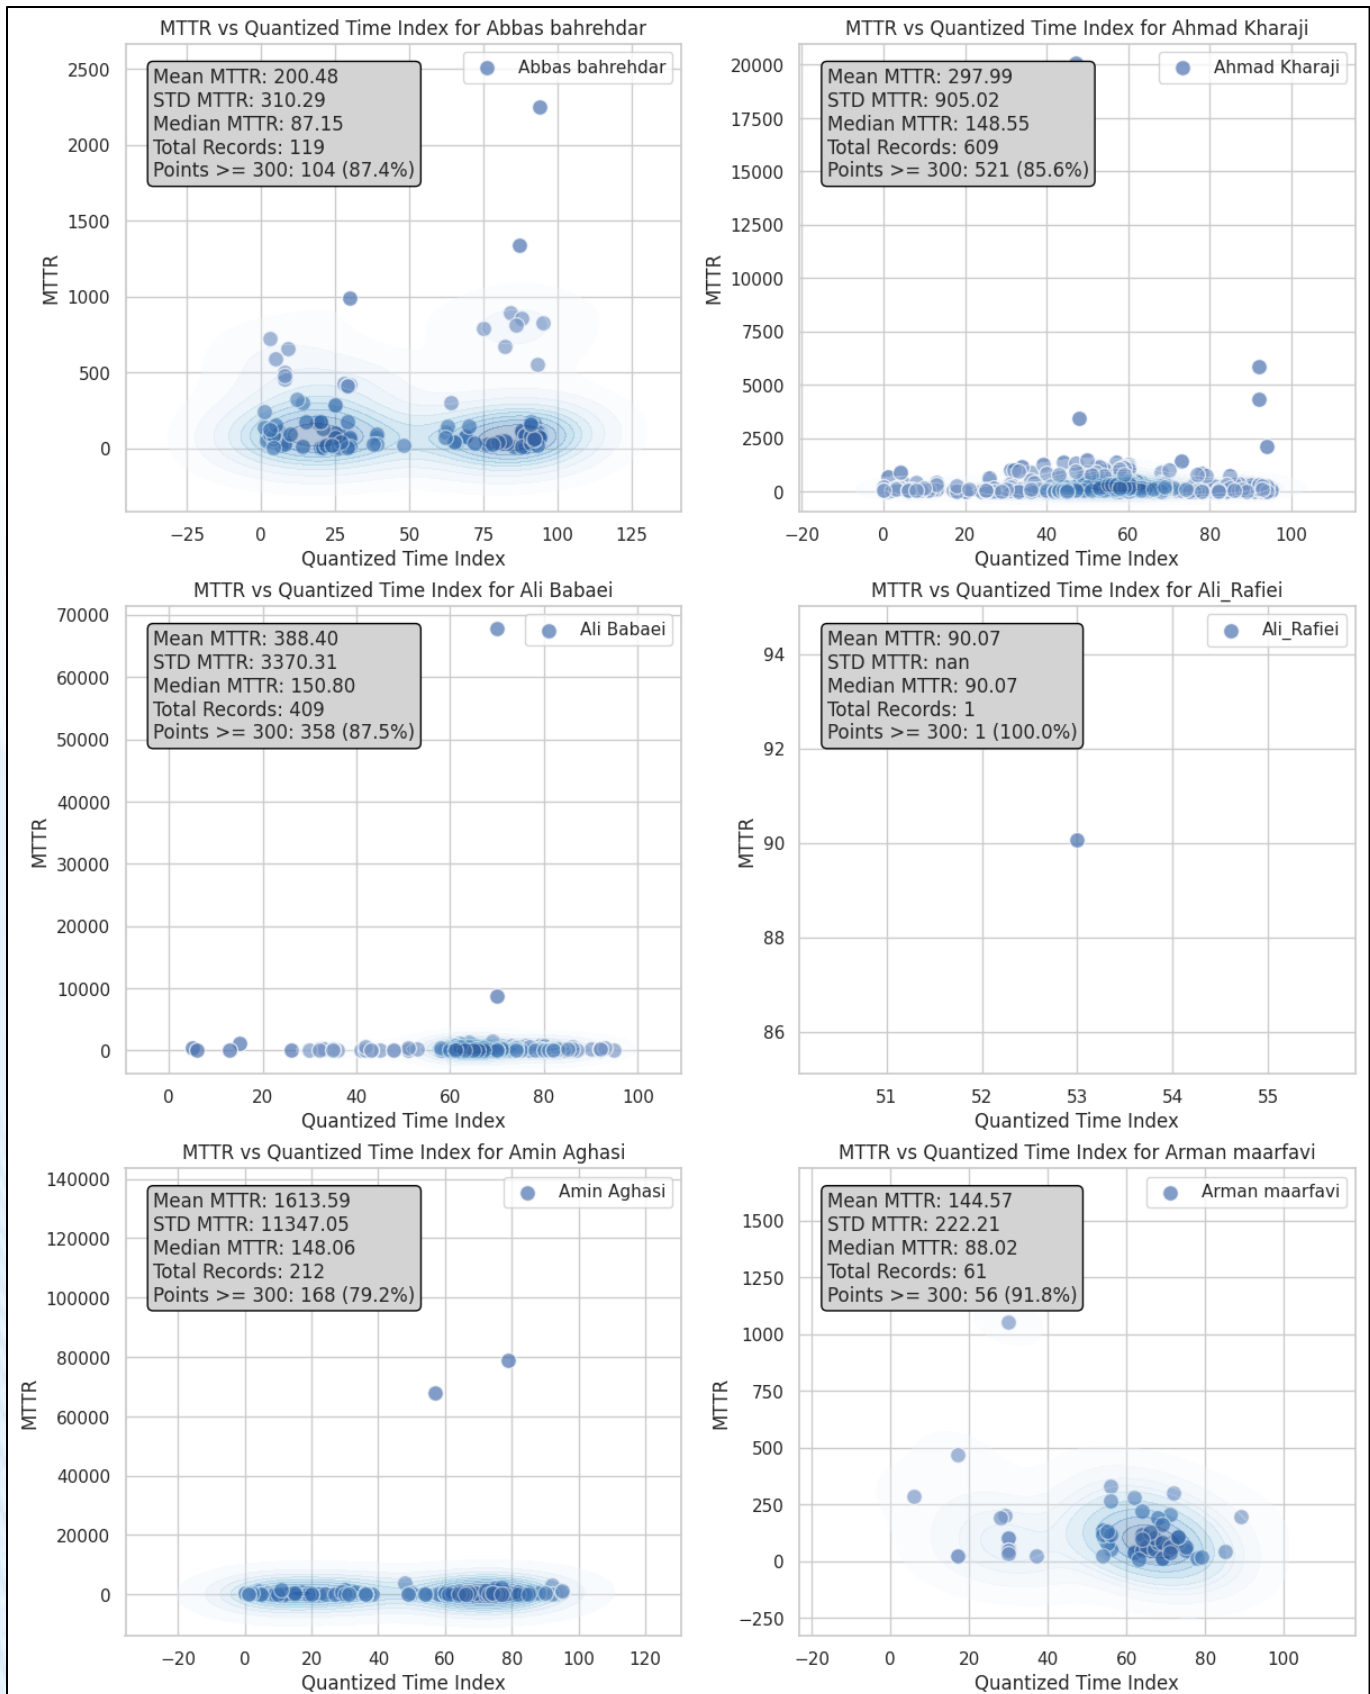 MTTR vs Quantized Time Index for Abbas bahrehdar
Mean MTTR: 200.48
STD MTTR: 310.29
Median MTTR: 87.15
Total Records: 119
Points >= 300: 104 (87.4%)
Abbas bahrehdar
2500
2000
1500
1000
500
0
MTTR
−25 0 25 50 75 100 125
Quantized Time Index
MTTR vs Quantized Time Index for Ahmad Kharaji
Mean MTTR: 297.99
STD MTTR: 905.02
Median MTTR: 148.55
Total Records: 609
Points >= 300: 521 (85.6%)
Ahmad Kharaji
20000
17500
15000
12500
10000
7500
5000
2500
0
MTTR
−20 0 20 40 60 80 100
Quantized Time Index
MTTR vs Quantized Time Index for Ali Babaei
Mean MTTR: 388.40
STD MTTR: 3370.31
Median MTTR: 150.80
Total Records: 409
Points >= 300: 358 (87.5%)
Ali Babaei
70000
60000
50000
40000
30000
20000
10000
0
MTTR
0 20 40 60 80 100
Quantized Time Index
MTTR vs Quantized Time Index for Ali_Rafiei
Mean MTTR: 90.07
STD MTTR: nan
Median MTTR: 90.07
Total Records: 1
Points >= 300: 1 (100.0%)
Ali_Rafiei
94
92
90
88
86
MTTR
51 52 53 54 55
Quantized Time Index
MTTR vs Quantized Time Index for Amin Aghasi
Mean MTTR: 1613.59
STD MTTR: 11347.05
Median MTTR: 148.06
Total Records: 212
Points >= 300: 168 (79.2%)
Amin Aghasi
140000
120000
100000
80000
60000
40000
20000
0
MTTR
−20 0 20 40 60 80 100 120
Quantized Time Index
MTTR vs Quantized Time Index for Arman maarfavi
Mean MTTR: 144.57
STD MTTR: 222.21
Median MTTR: 88.02
Total Records: 61
Points >= 300: 56 (91.8%)
Arman maarfavi
1500
1250
1000
750
500
250
0
−250
MTTR
−20 0 20 40 60 80 100
Quantized Time Index